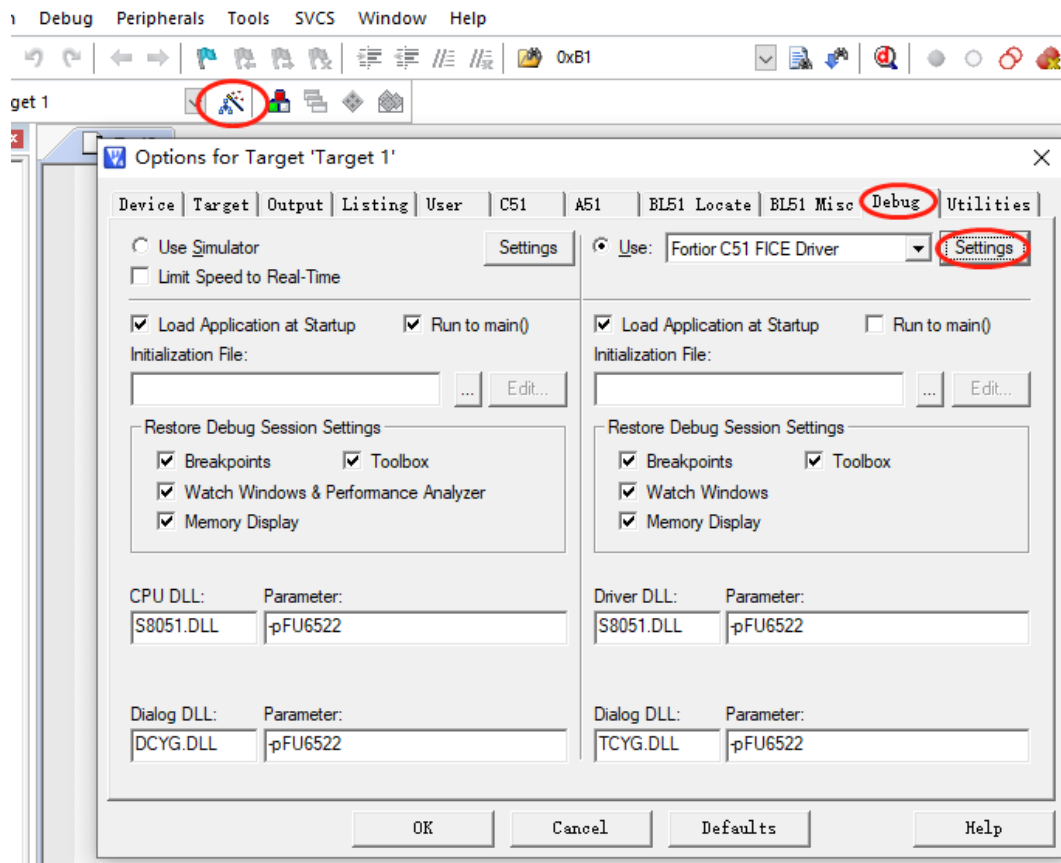 Debug Peripherals Tools SVCS Window Help
0xB1
get 1
Options for Target 'Target 1'
Device Target Output Listing User C51 A51 BL51 Locate BL51 Misc Debug Utilities
Use Simulator Settings Use: Fortior C51 FICE Driver Settings
Limit Speed to Real-Time
Load Application at Startup Run to main() Load Application at Startup Run to main()
Initialization File: Initialization File:
... Edit... ... Edit...
Restore Debug Session Settings Restore Debug Session Settings
Breakpoints Toolbox Breakpoints Toolbox
Watch Windows & Performance Analyzer Watch Windows
Memory Display Memory Display
CPU DLL: Parameter: Driver DLL: Parameter:
S8051.DLL -pFU6522 S8051.DLL -pFU6522
Dialog DLL: Parameter: Dialog DLL: Parameter:
DCYG.DLL -pFU6522 TCYG.DLL -pFU6522
OK Cancel Defaults Help